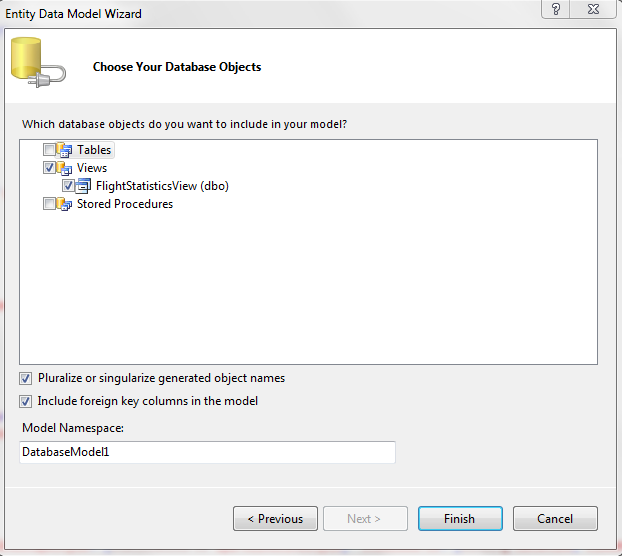 Entity Data Model Wizard
?
Choose Your Database Objects
Which database objects do you want to include in your model?
Tables
Views
FlightStatisticsView (dbo)
Stored Procedures
Pluralize or singularize generated object names
Include foreign key columns in the model
Model Namespace:
DatabaseModel1
< Previous Next > Finish Cancel